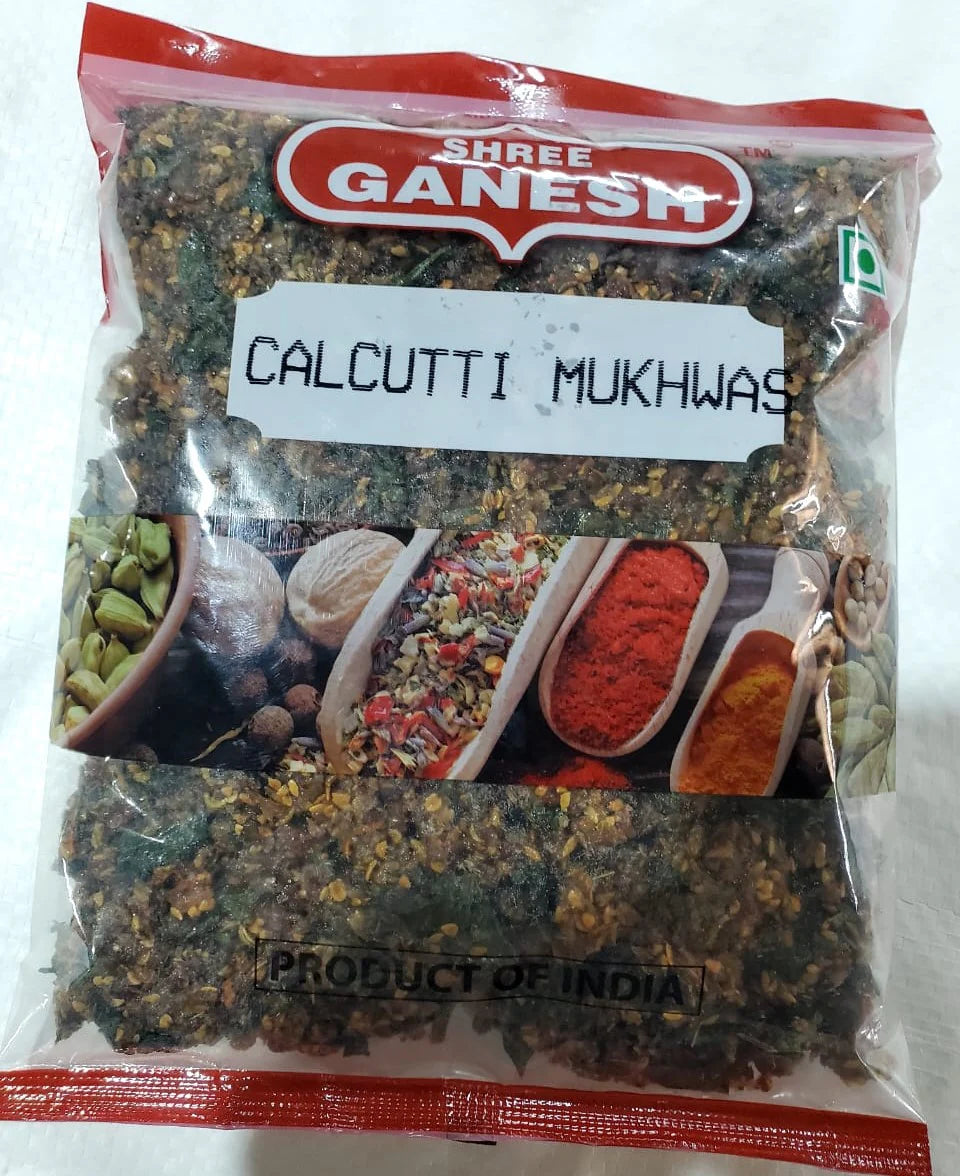 SHREE
GANESH
TM
CALCUTTI MUKHWAS
PRODUCT OF INDIA